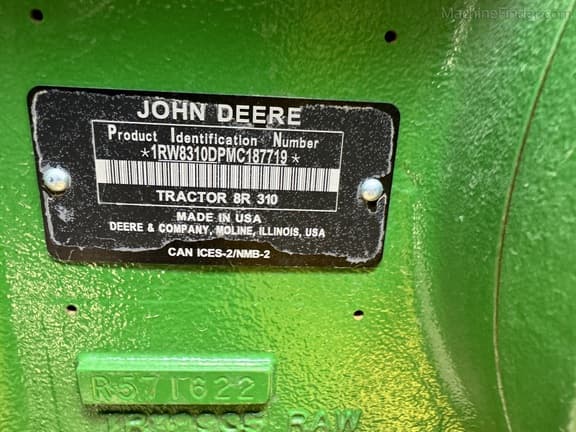 MachineFinder.com
JOHN DEERE
Product Identification Number
*1RW8310DPMC187719*
TRACTOR 8R 310
MADE IN USA
DEERE & COMPANY, MOLINE, ILLINOIS, USA
CAN ICES-2/NMB-2
R571622
RAW